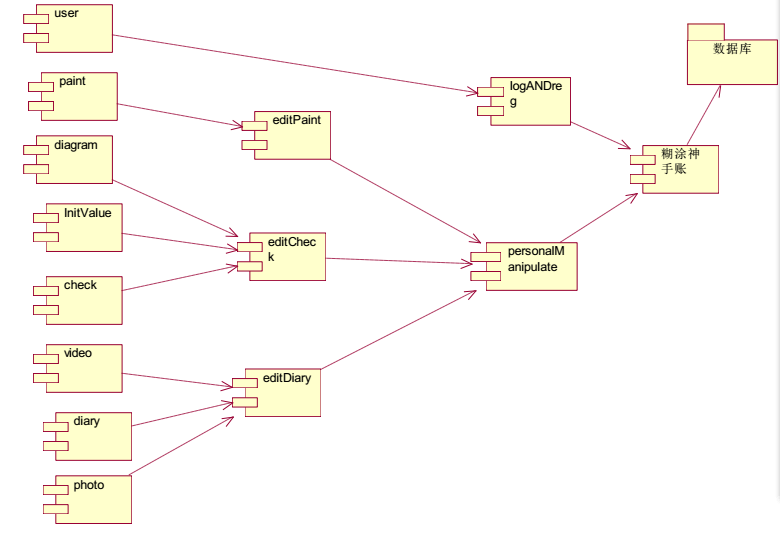 user
数据库
paint
logANDre
g
editPaint
diagram
糊涂神
手账
InitValue
editChec
k
personalM
anipulate
check
video
editDiary
diary
photo